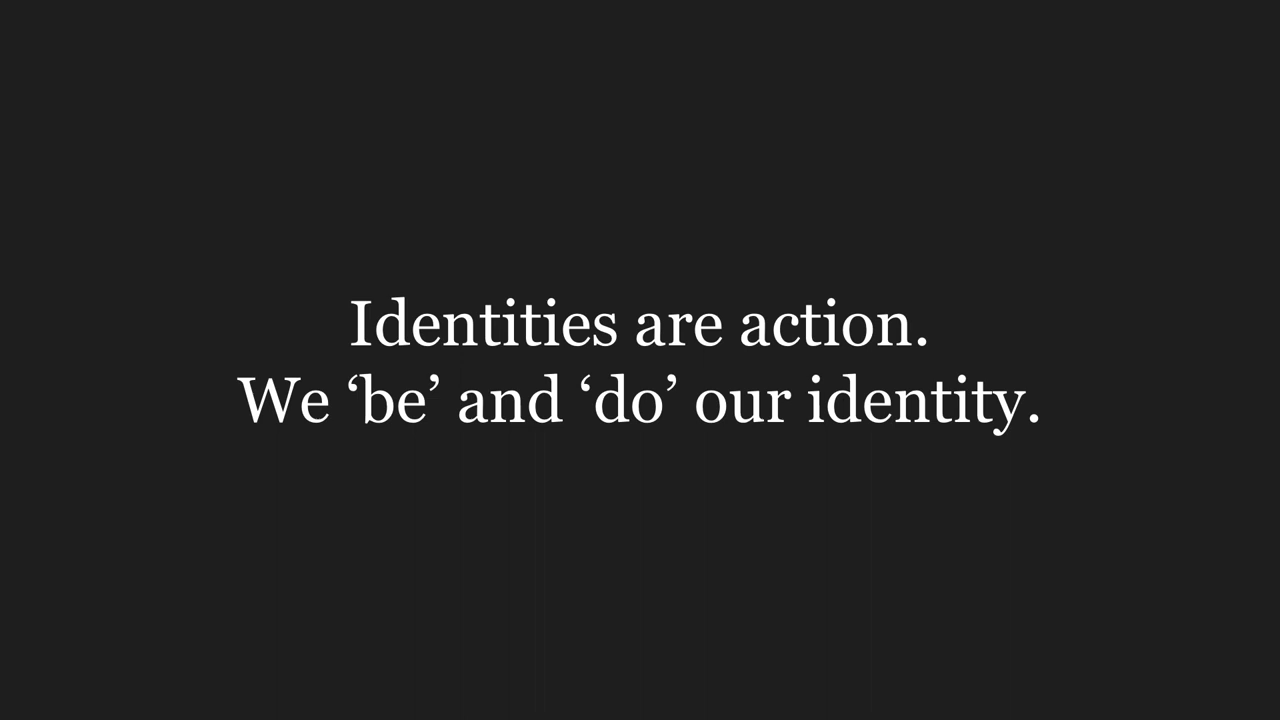 Identities are action.
We ‘be’ and ‘do’ our identity.